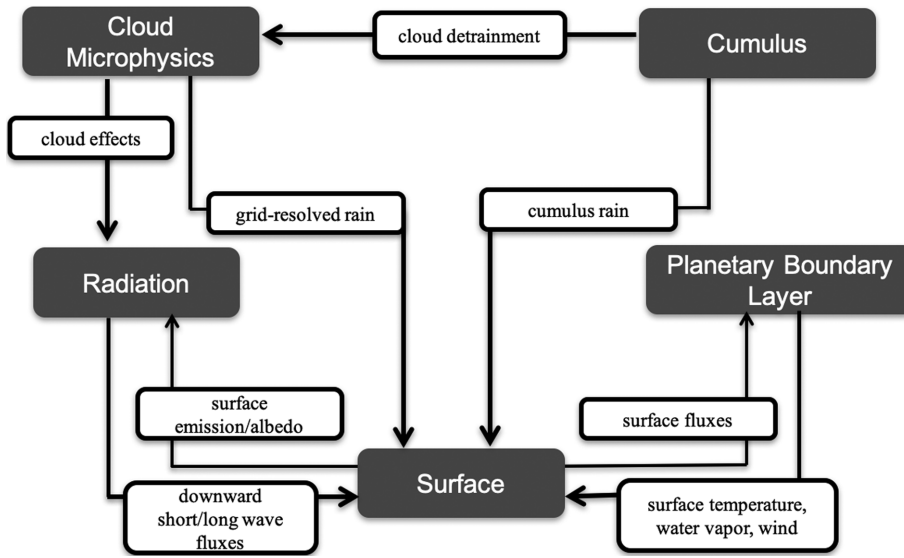 Cloud
Microphysics
cloud detrainment
Cumulus
cloud effects
grid-resolved rain
cumulus rain
Radiation
Planetary Boundary
Layer
surface
emission/albedo
surface fluxes
Surface
downward
short/long wave
fluxes
surface temperature,
water vapor, wind